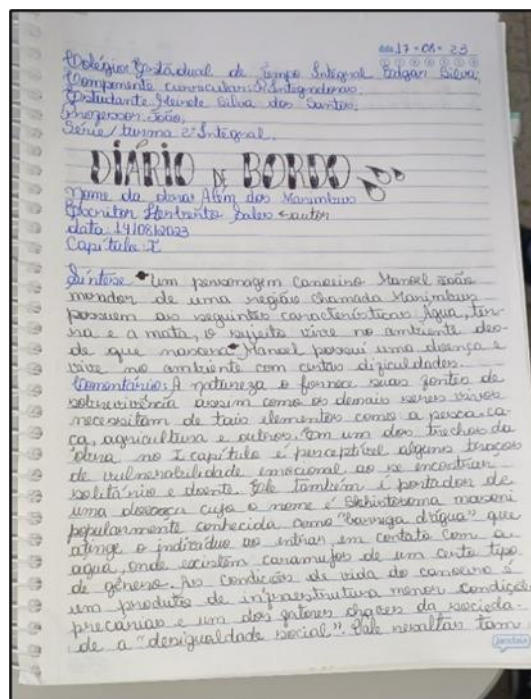 17-08-23
Colégio Estadual de Tempo Integral Edgar Silva,
Componente curricular: S. Integradoras.
Estudante Gleicle Silva dos Santos.
Professor: João,
Série/turma 2ª Integral.
DIÁRIO DE BORDO
Nome da obra: Além dos Marimbus
Escritor Herberto Sales ← autor
data: 14/08/2023
Capítulo: I
Síntese um personagem canoeiro Manoel João
morador de uma região chamada Marimbus
possuem as seguintes características: Água, ter-
ra e a mata, o sujeito vive no ambiente des-
de que nascera. Manoel possui uma doença e
vive no ambiente com certas dificuldades.
Comentário: A natureza o fornece suas fontes de
sobrevivência assim como os demais seres vivos
necessitam de tais elementos como a pesca, ca-
ça, agricultura e outros. Em um dos trechos da
obra no I capítulo é perceptível alguns traços
de vulnerabilidade emocional ao se encontrar
solitário e doente. Ele também é portador de
uma doença cujo o nome é Skhistosoma masoni
popularmente conhecida como "barriga d'água" que
atinge o indivíduo ao entrar em contato com a
água, onde existem caramujos de um certo tipo
de gênero. As condições de vida do canoeiro é
um produto de infraestrutura menor condição
precárias e um dos fatores chaves da socieda-
de a "desigualdade social". Vale ressaltar tam
jandaia